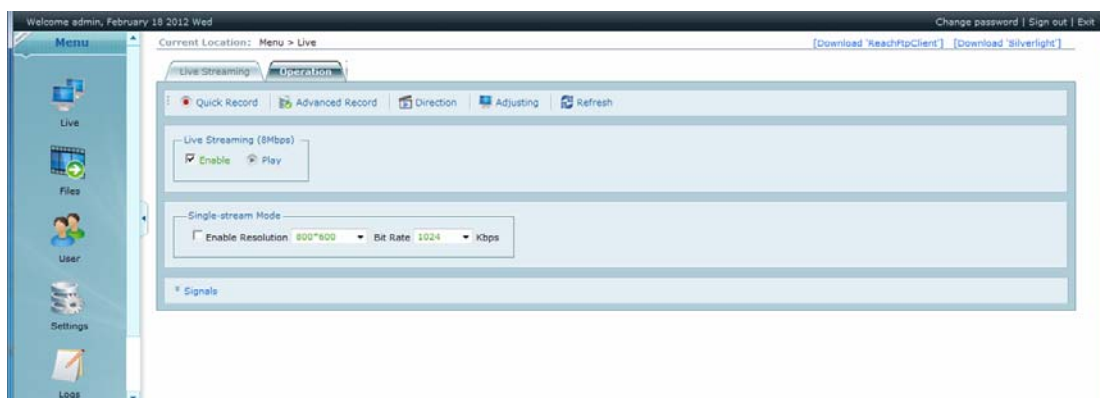 Welcome admin, February 18 2012 Wed
Change password | Sign out | Exit
Menu
Current Location: Menu > Live
[Download 'ReachFtpClient'] [Download 'Silverlight']
Live Streaming
Operation
Quick Record
Advanced Record
Direction
Adjusting
Refresh
Live
Live Streaming (8Mbps)
Enable
Play
Files
Single-stream Mode
Enable Resolution 800*600 Bit Rate 1024 Kbps
User
Signals
Settings
Logs